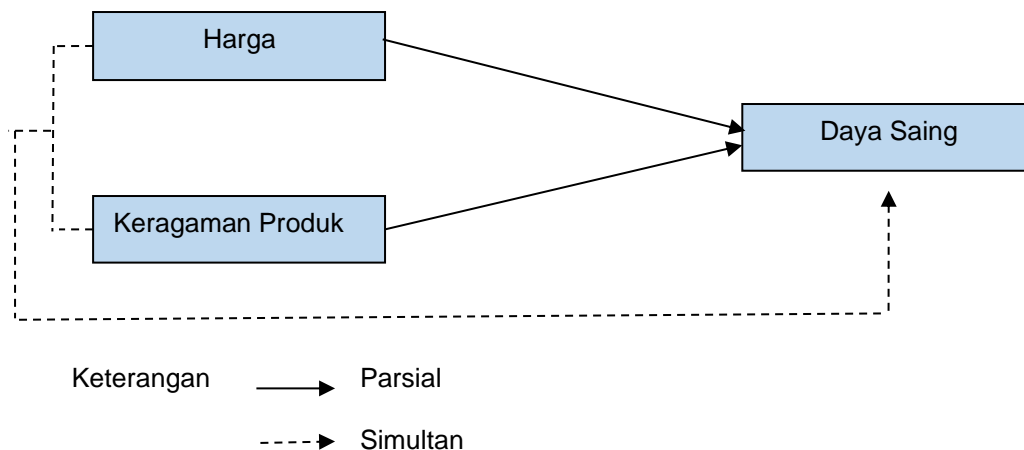 Harga
Daya Saing
Keragaman Produk
Keterangan Parsial
Simultan